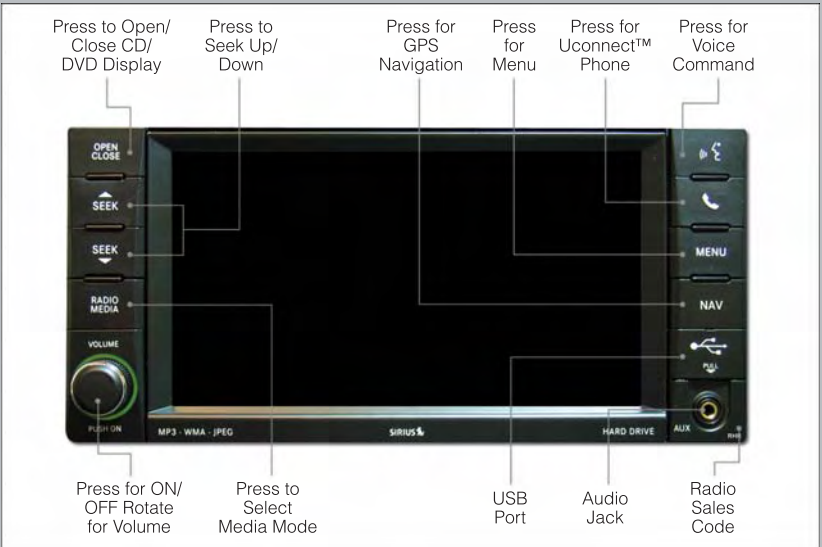 Press to Open/
Close CD/
DVD Display
Press to
Seek Up/
Down
Press for
GPS
Navigation
Press
for
Menu
Press for
Uconnect™
Phone
Press for
Voice
Command
OPEN
CLOSE
SEEK
SEEK
RADIO
MEDIA
VOLUME
PUSH ON
MP3 - WMA - JPEG
SIRIUS
HARD DRIVE
MENU
NAV
PULL
AUX
RHR
Press for ON/
OFF Rotate
for Volume
Press to
Select
Media Mode
USB
Port
Audio
Jack
Radio
Sales
Code